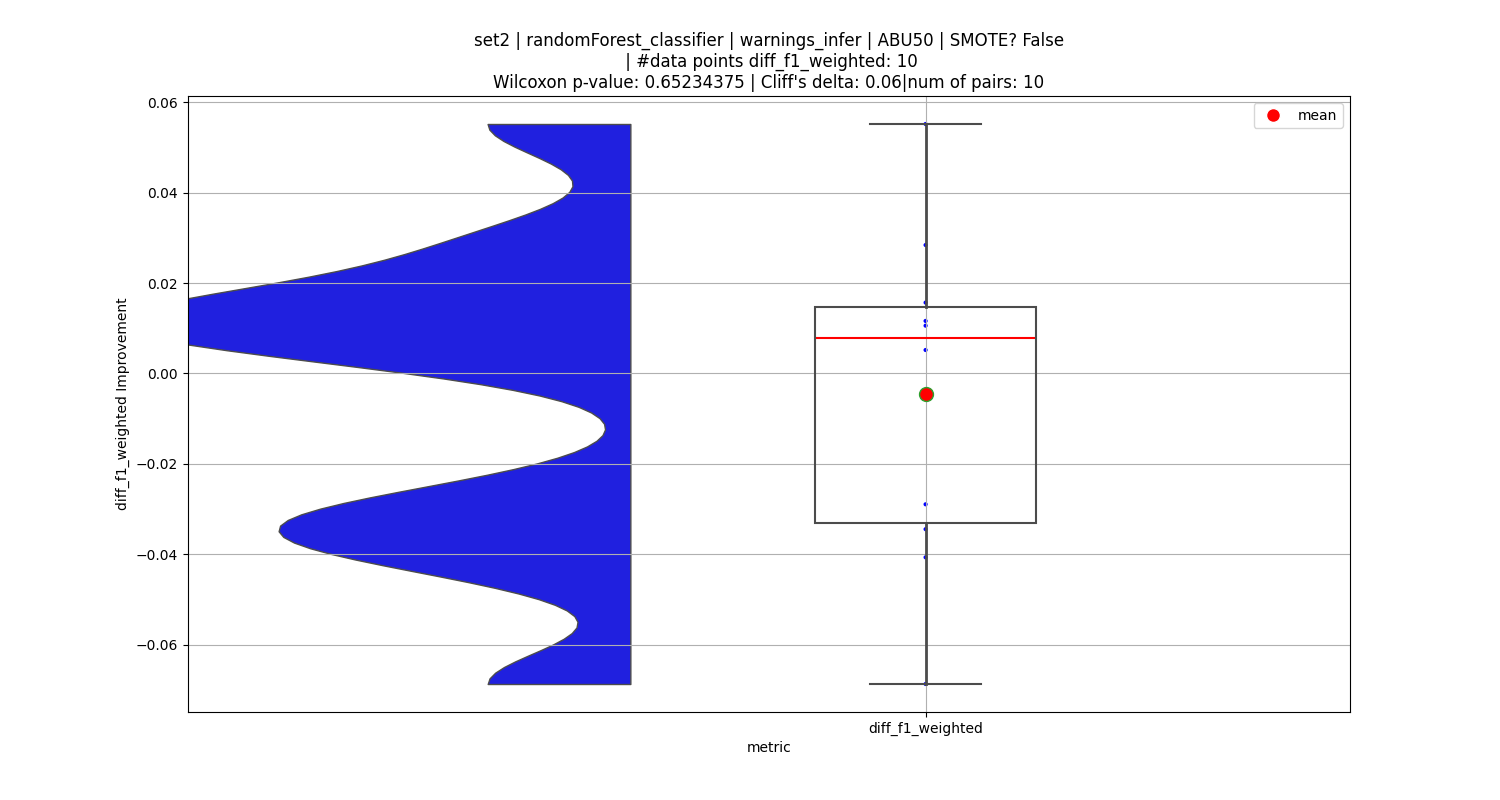 set2 | randomForest_classifier | warnings_infer | ABU50 | SMOTE? False
| #data points diff_f1_weighted: 10
Wilcoxon p-value: 0.65234375 | Cliff's delta: 0.06|num of pairs: 10
mean
0.06
0.04
0.02
0.00
−0.02
−0.04
−0.06
diff_f1_weighted Improvement
diff_f1_weighted
metric